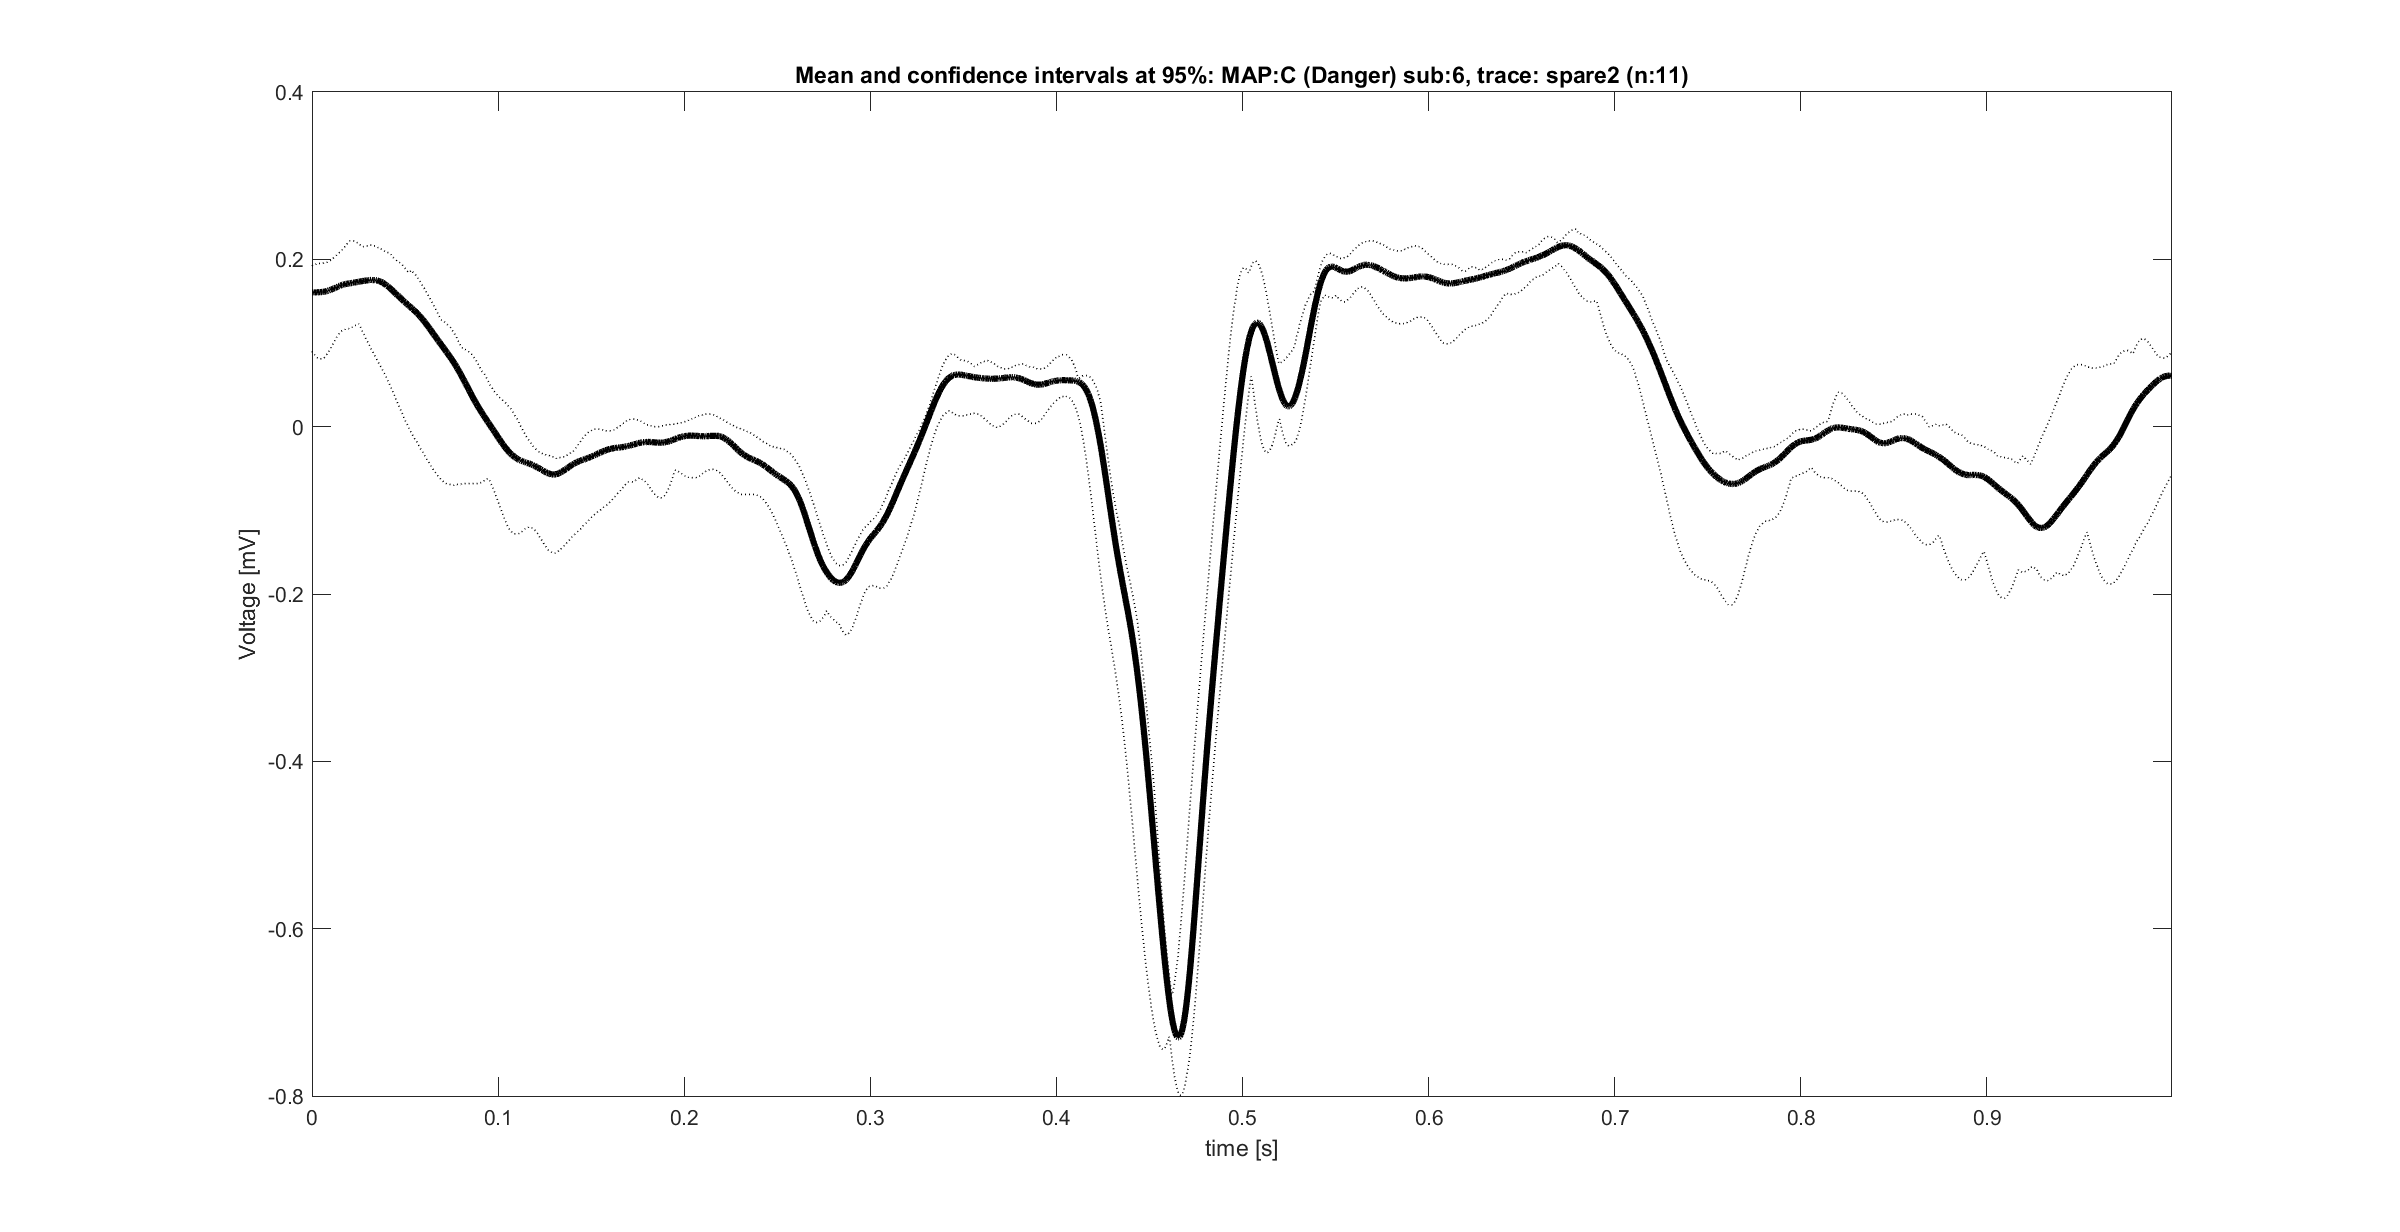 Mean and confidence intervals at 95%: MAP:C (Danger) sub:6, trace: spare2 (n:11)
0.4
0.2
0
-0.2
-0.4
-0.6
-0.8
Voltage [mV]
0 0.1 0.2 0.3 0.4 0.5 0.6 0.7 0.8 0.9
time [s]